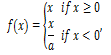 f(x) = { x if x ≥ 0
x/a if x < 0'